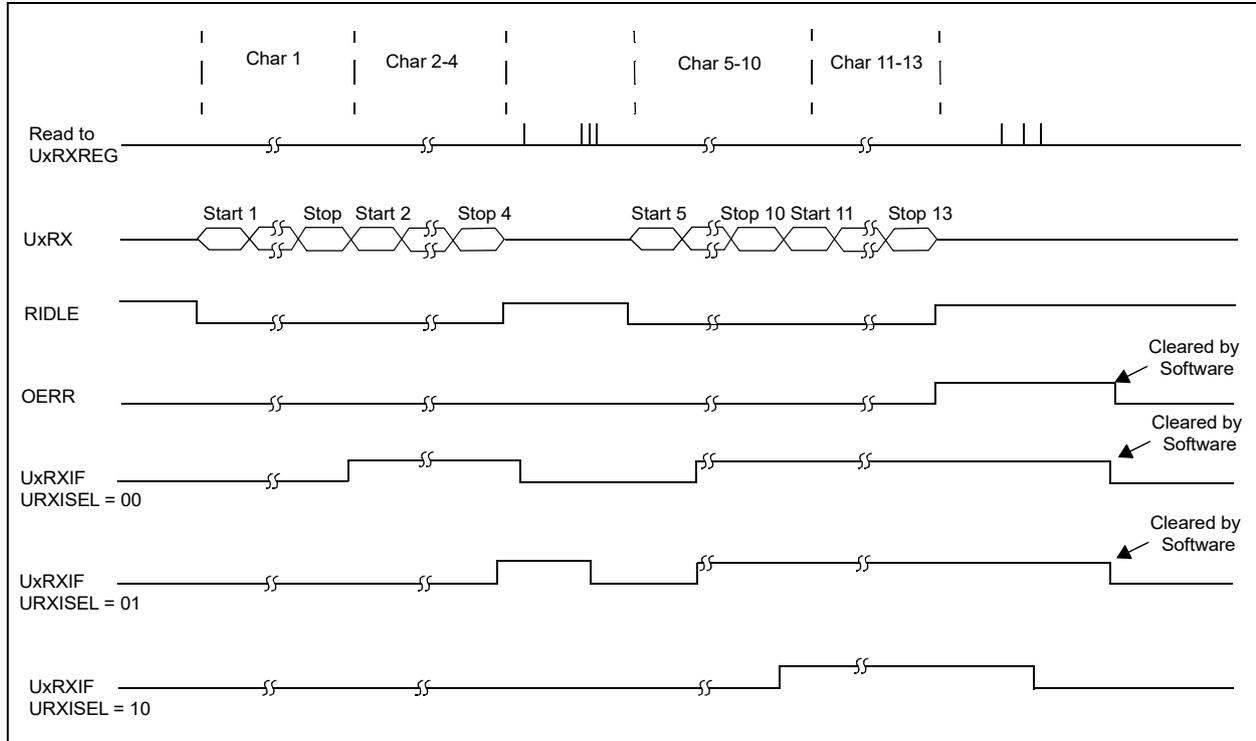 Char 1
Char 2-4
Char 5-10
Char 11-13
Read to
UxRXREG
Start 1
Stop
Start 2
Stop 4
Start 5
Stop 10
Start 11
Stop 13
UxRX
RIDLE
Cleared by
Software
OERR
Cleared by
Software
UxRXIF
URXISEL = 00
Cleared by
Software
UxRXIF
URXISEL = 01
UxRXIF
URXISEL = 10